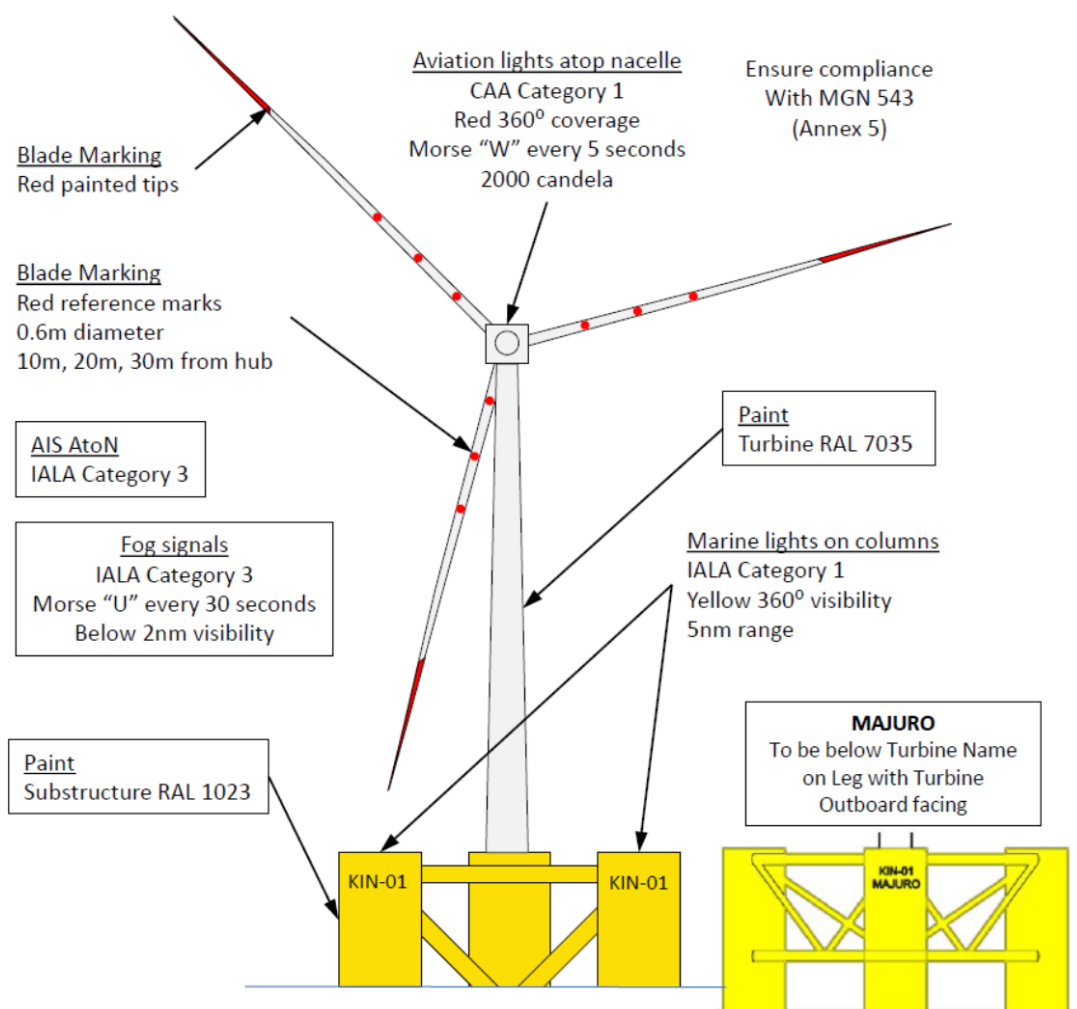 Aviation lights atop nacelle
CAA Category 1
Red 360⁰ coverage
Morse “W” every 5 seconds
2000 candela
Ensure compliance
With MGN 543
(Annex 5)
Blade Marking
Red painted tips
Blade Marking
Red reference marks
0.6m diameter
10m, 20m, 30m from hub
AIS AtoN
IALA Category 3
Paint
Turbine RAL 7035
Fog signals
IALA Category 3
Morse “U” every 30 seconds
Below 2nm visibility
Marine lights on columns
IALA Category 1
Yellow 360⁰ visibility
5nm range
Paint
Substructure RAL 1023
MAJURO
To be below Turbine Name
on Leg with Turbine
Outboard facing
KIN-01
KIN-01
KIN-01
MAJURO